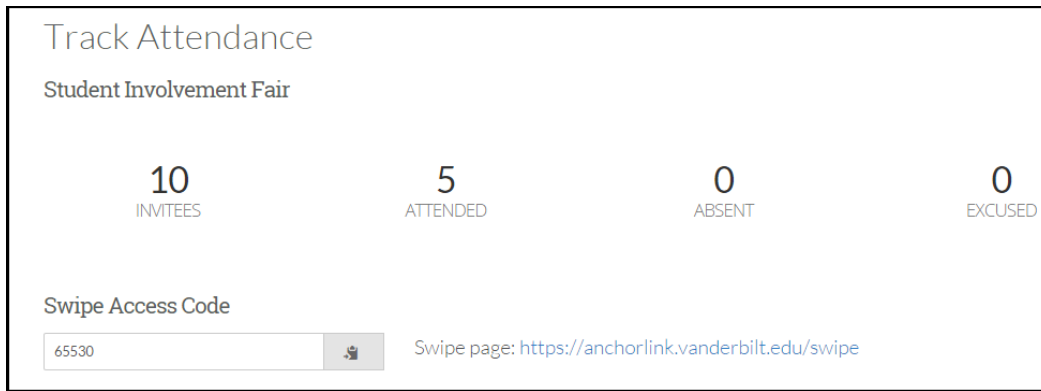 Track Attendance
Student Involvement Fair
10 5 0 0
INVITEES ATTENDED ABSENT EXCUSED
Swipe Access Code
65530 Swipe page: https://anchorlink.vanderbilt.edu/swipe